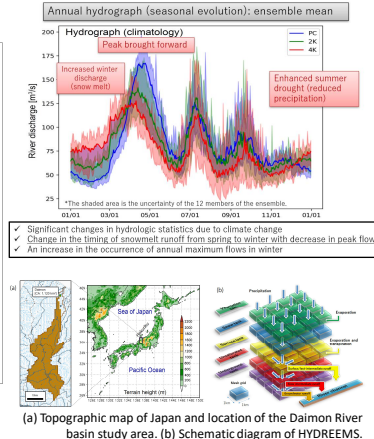 Annual hydrograph (seasonal evolution): ensemble mean
Hydrograph (climatology)
PC
2K
4K
Peak brought forward
Increased winter
discharge
(snow melt)
Enhanced summer
drought (reduced
precipitation)
River discharge [m³/s]
200
175
150
125
100
75
50
25
*The shaded area is the uncertainty of the 12 members of the ensemble.
01/01
03/01
05/01
07/01
09/01
11/01
01/01
✓ Significant changes in hydrologic statistics due to climate change
✓ Change in the timing of snowmelt runoff from spring to winter with decrease in peak flow
✓ An increase in the occurrence of annual maximum flows in winter
(a)
Sea of Japan
Pacific Ocean
Terrain height (m)
(b)
Precipitation
Evaporation
Evaporation and
transpiration
(a) Topographic map of Japan and location of the Daimon River
basin study area. (b) Schematic diagram of HYDREEMS.